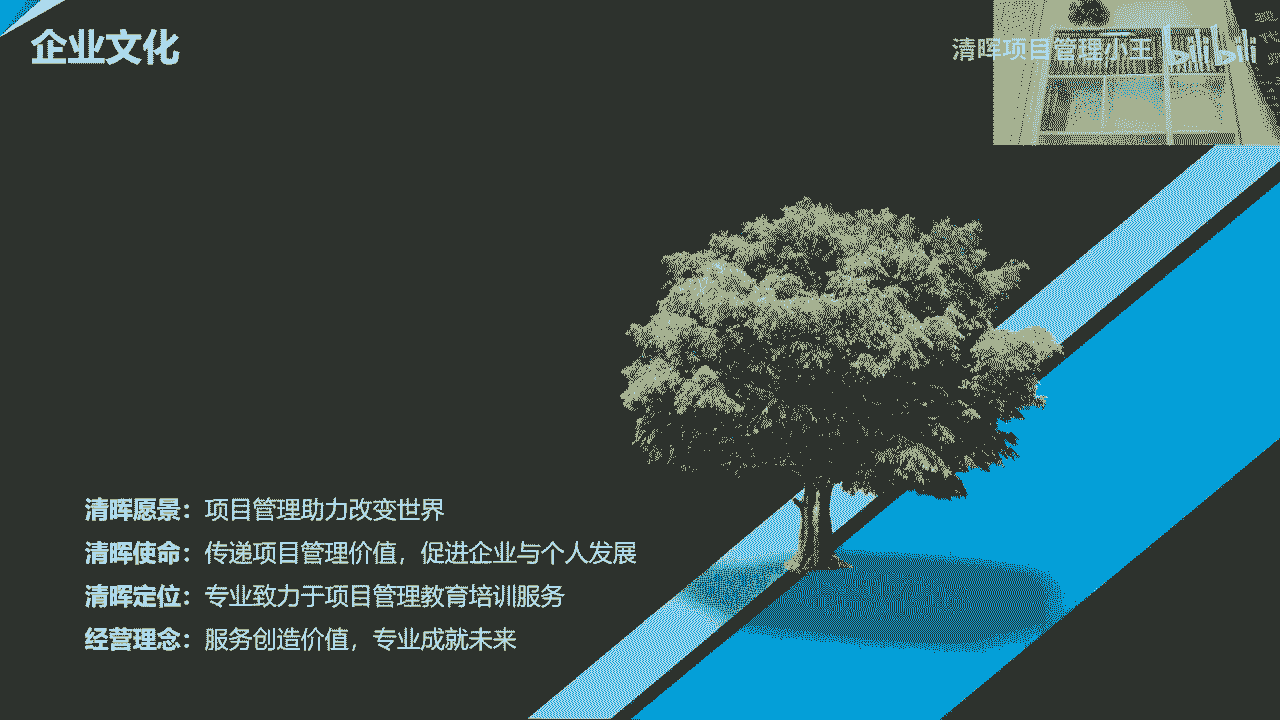 企业文化
清晖项目管理小王 bilibili
清晖愿景：项目管理助力改变世界
清晖使命：传递项目管理价值，促进企业与个人发展
清晖定位：专业致力于项目管理教育培训服务
经营理念：服务创造价值，专业成就未来